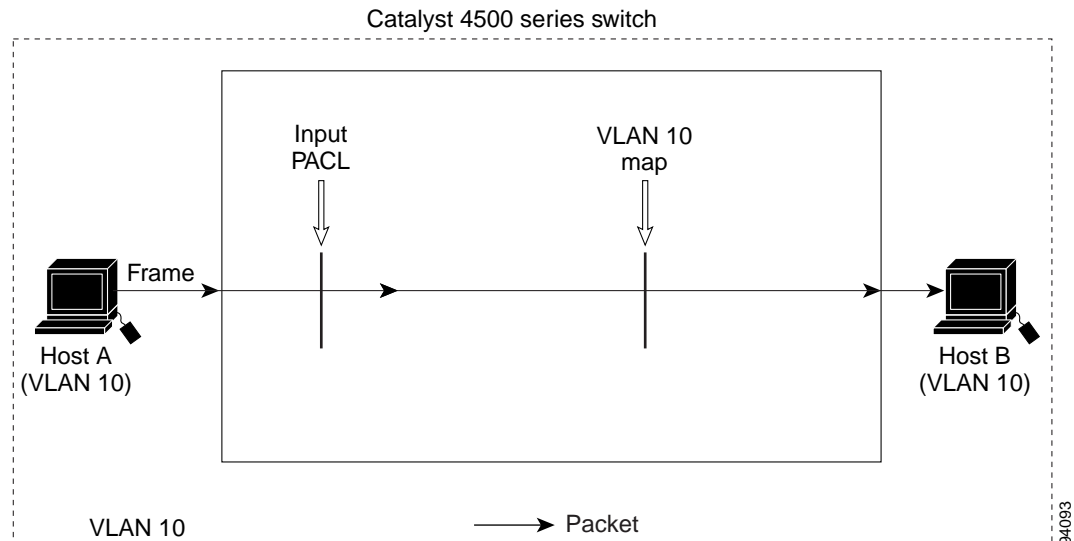 Catalyst 4500 series switch
Input
PACL
VLAN 10
map
Frame
Host A
(VLAN 10)
Host B
(VLAN 10)
VLAN 10
Packet
94093